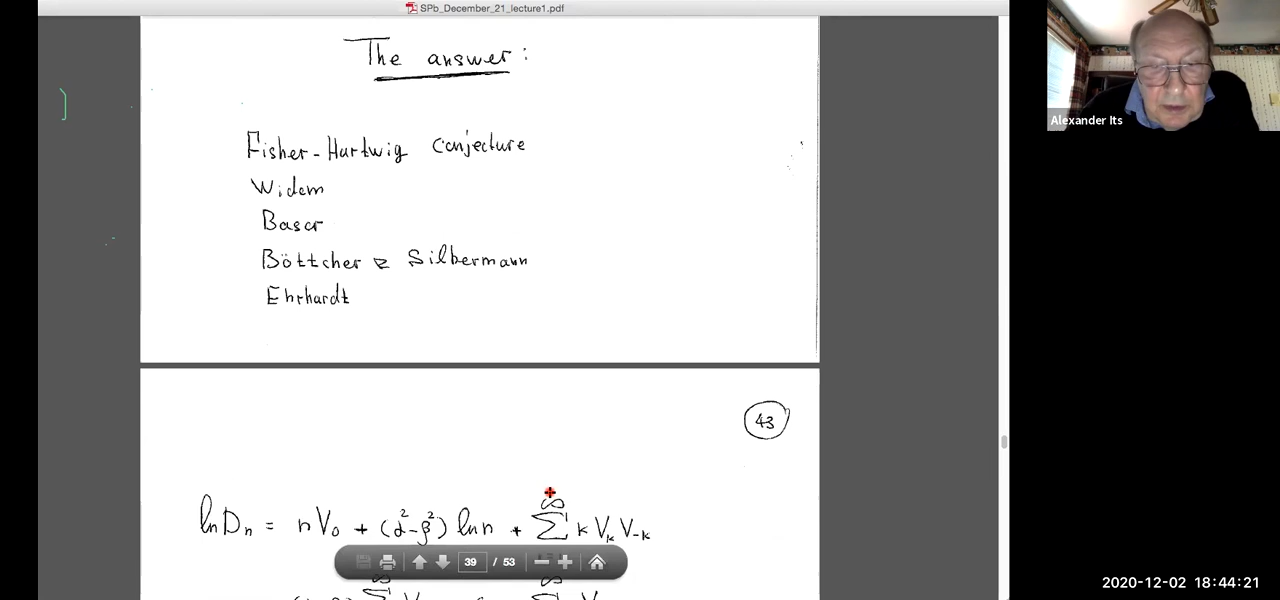 SPb_December_21_lecture1.pdf
The answer:
Alexander Its
Fisher-Hartwig Conjecture
Widom
Basor
Böttcher & Silbermann
Ehrhardt
43
ln Dₙ = n V₀ + (α² - β²) ln n + ∑ ∞ k Vₖ V₋ₖ
39 / 53
2020-12-02 18:44:21